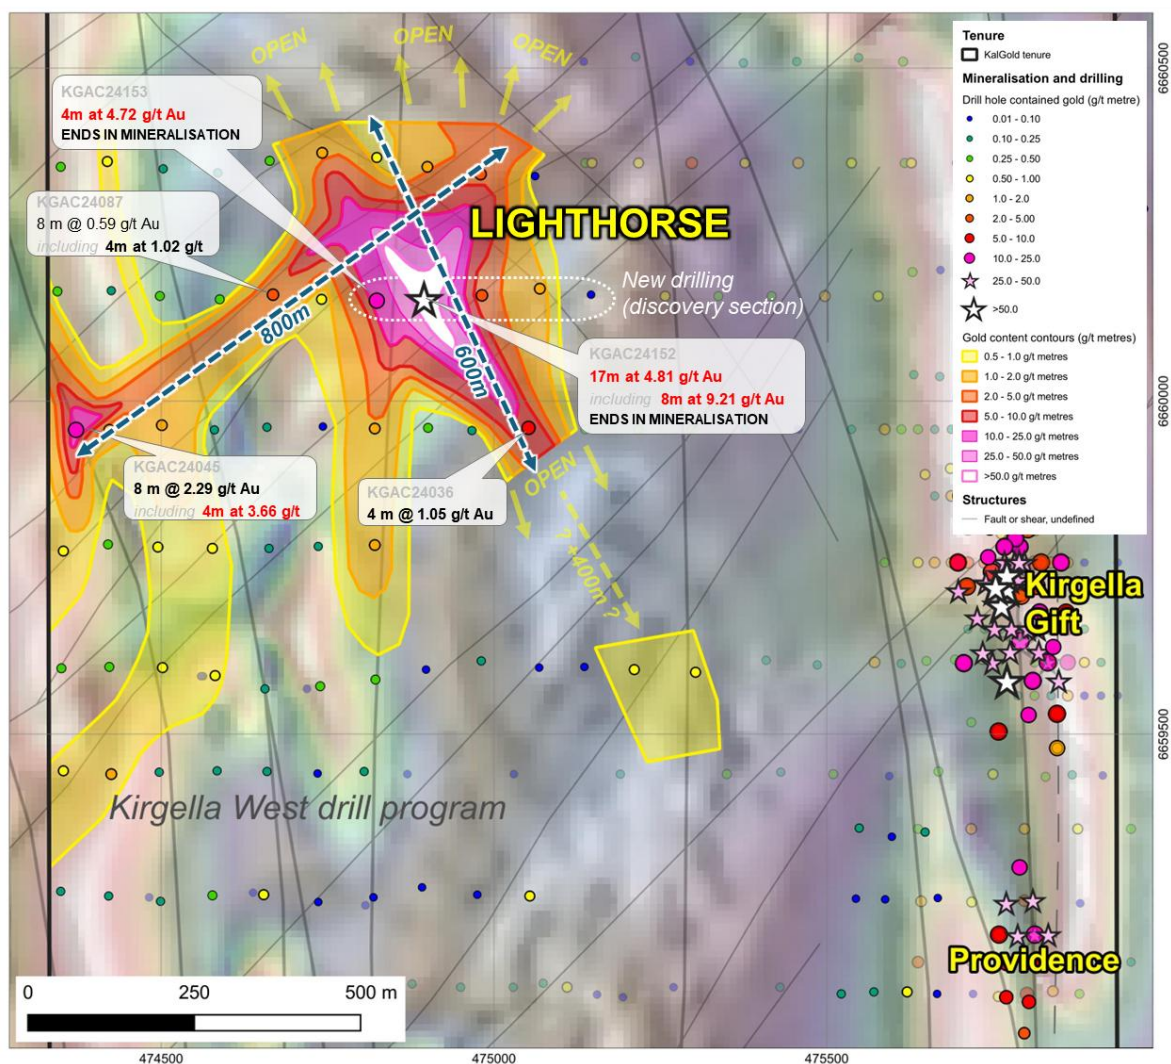 OPEN
OPEN
OPEN
KGAC24153
4m at 4.72 g/t Au
ENDS IN MINERALISATION
KGAC24087
8 m @ 0.59 g/t Au
including 4m at 1.02 g/t
LIGHTHORSE
New drilling
(discovery section)
800m
600m
KGAC24152
17m at 4.81 g/t Au
including 8m at 9.21 g/t Au
ENDS IN MINERALISATION
KGAC24045
8 m @ 2.29 g/t Au
including 4m at 3.66 g/t
KGAC24036
4 m @ 1.05 g/t Au
OPEN
? +400m ?
Kirgella West drill program
Kirgella
Gift
Providence
Tenure
KalGold tenure
Mineralisation and drilling
Drill hole contained gold (g/t metre)
0.01 - 0.10
0.10 - 0.25
0.25 - 0.50
0.50 - 1.00
1.0 - 2.0
2.0 - 5.00
5.0 - 10.0
10.0 - 25.0
25.0 - 50.0
>50.0
Gold content contours (g/t metres)
0.5 - 1.0 g/t metres
1.0 - 2.0 g/t metres
2.0 - 5.0 g/t metres
5.0 - 10.0 g/t metres
10.0 - 25.0 g/t metres
25.0 - 50.0 g/t metres
>50.0 g/t metres
Structures
Fault or shear, undefined
6660500
6660000
6659500
0 250 500 m
474500 475000 475500